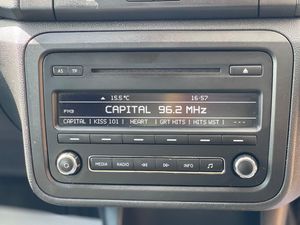 AS TP
15.5°C 16:57
CAPITAL 96.2 MHz
FM3
CAPITAL | KISS 101 | HEART | GRT HITS | HITS WST |
MEDIA RADIO INFO